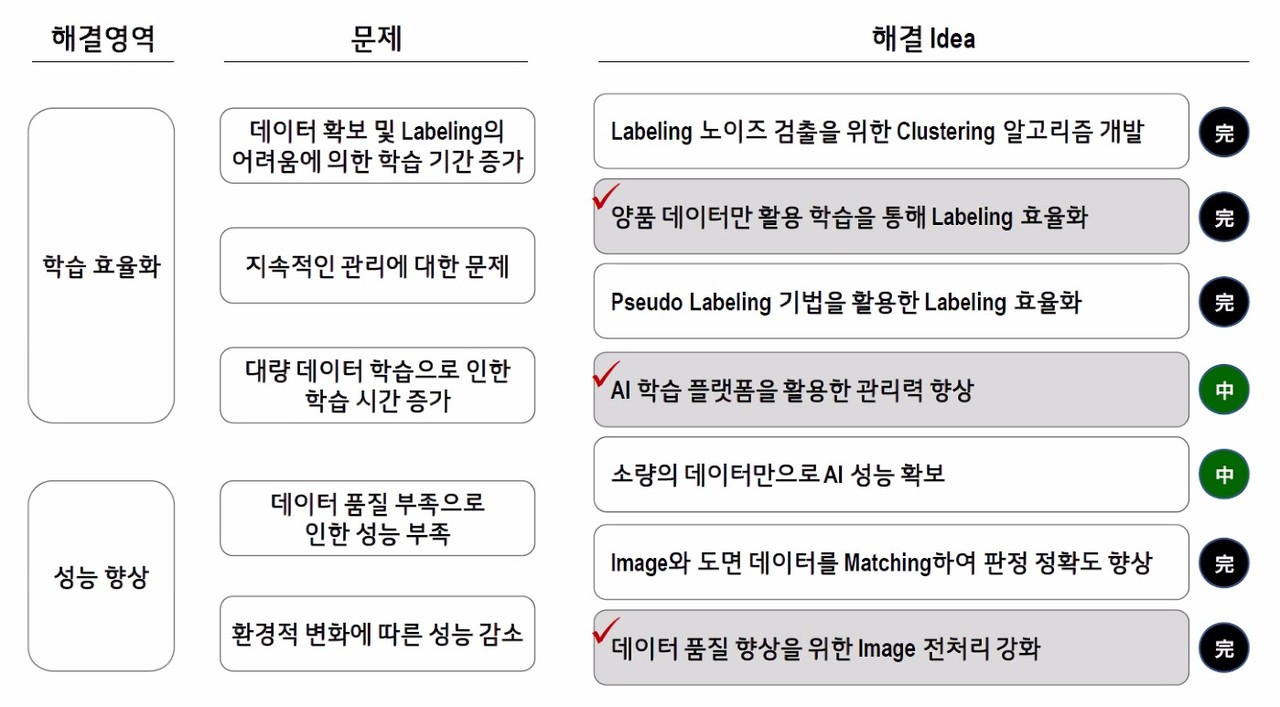 해결영역
문제
해결 Idea
학습 효율화
데이터 확보 및 Labeling의
어려움에 의한 학습 기간 증가
지속적인 관리에 대한 문제
대량 데이터 학습으로 인한
학습 시간 증가
성능 향상
데이터 품질 부족으로
인한 성능 부족
환경적 변화에 따른 성능 감소
Labeling 노이즈 검출을 위한 Clustering 알고리즘 개발
完
양품 데이터만 활용 학습을 통해 Labeling 효율화
完
Pseudo Labeling 기법을 활용한 Labeling 효율화
完
AI 학습 플랫폼을 활용한 관리력 향상
中
소량의 데이터만으로 AI 성능 확보
中
Image와 도면 데이터를 Matching하여 판정 정확도 향상
完
데이터 품질 향상을 위한 Image 전처리 강화
完